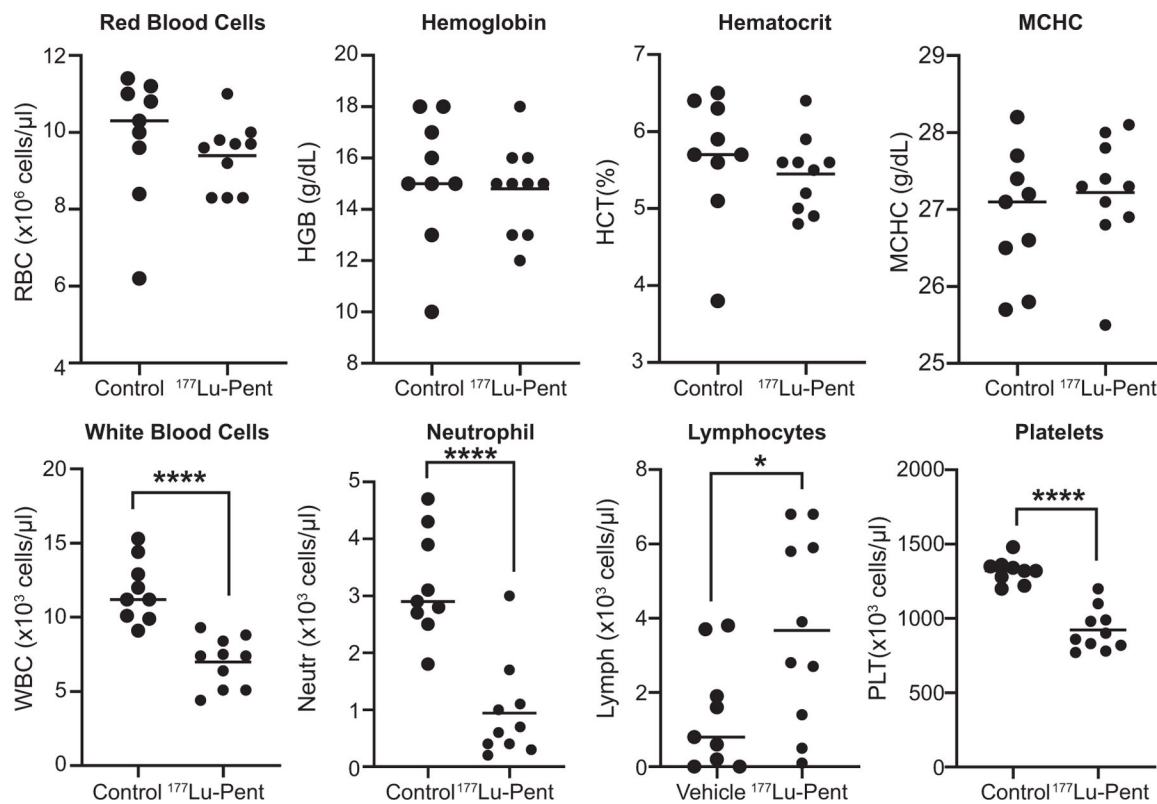 Red Blood Cells
RBC (x10⁶ cells/µl)
12
10
8
6
4
Control ¹⁷⁷Lu-Pent
Hemoglobin
HGB (g/dL)
20
18
16
14
12
10
8
Control ¹⁷⁷Lu-Pent
Hematocrit
HCT(%)
7
6
5
4
3
Control ¹⁷⁷Lu-Pent
MCHC
MCHC (g/dL)
29
28
27
26
25
Control ¹⁷⁷Lu-Pent
White Blood Cells
WBC (x10³ cells/µl)
20
15
10
5
0
****
Control ¹⁷⁷Lu-Pent
Neutrophil
Neutr (x10³ cells/µl)
5
4
3
2
1
0
****
Control¹⁷⁷Lu-Pent
Lymphocytes
Lymph (x10³ cells/µl)
8
6
4
2
0
*
Vehicle ¹⁷⁷Lu-Pent
Platelets
PLT(x10³ cells/µl)
2000
1500
1000
500
0
****
Control¹⁷⁷Lu-Pent